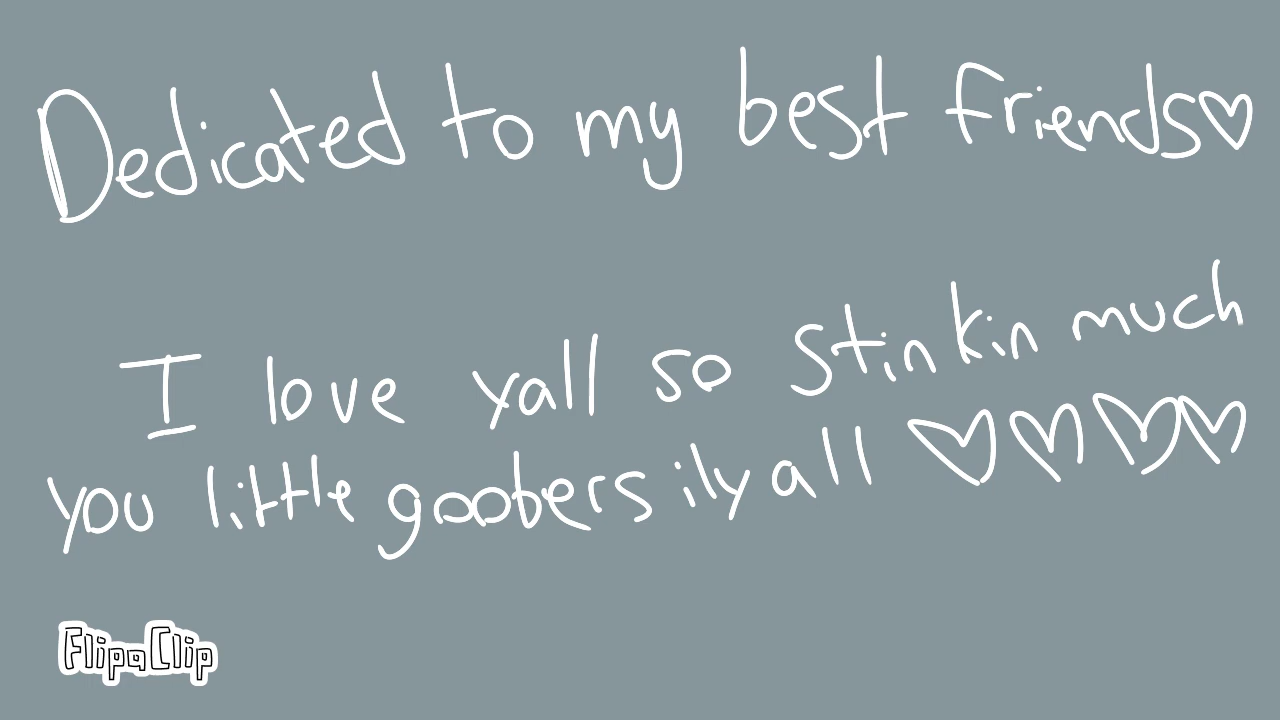 Dedicated to my best friends♡
I love yall so stinkin much
you little goobers ily all ♡♡♡♡
FlipaClip